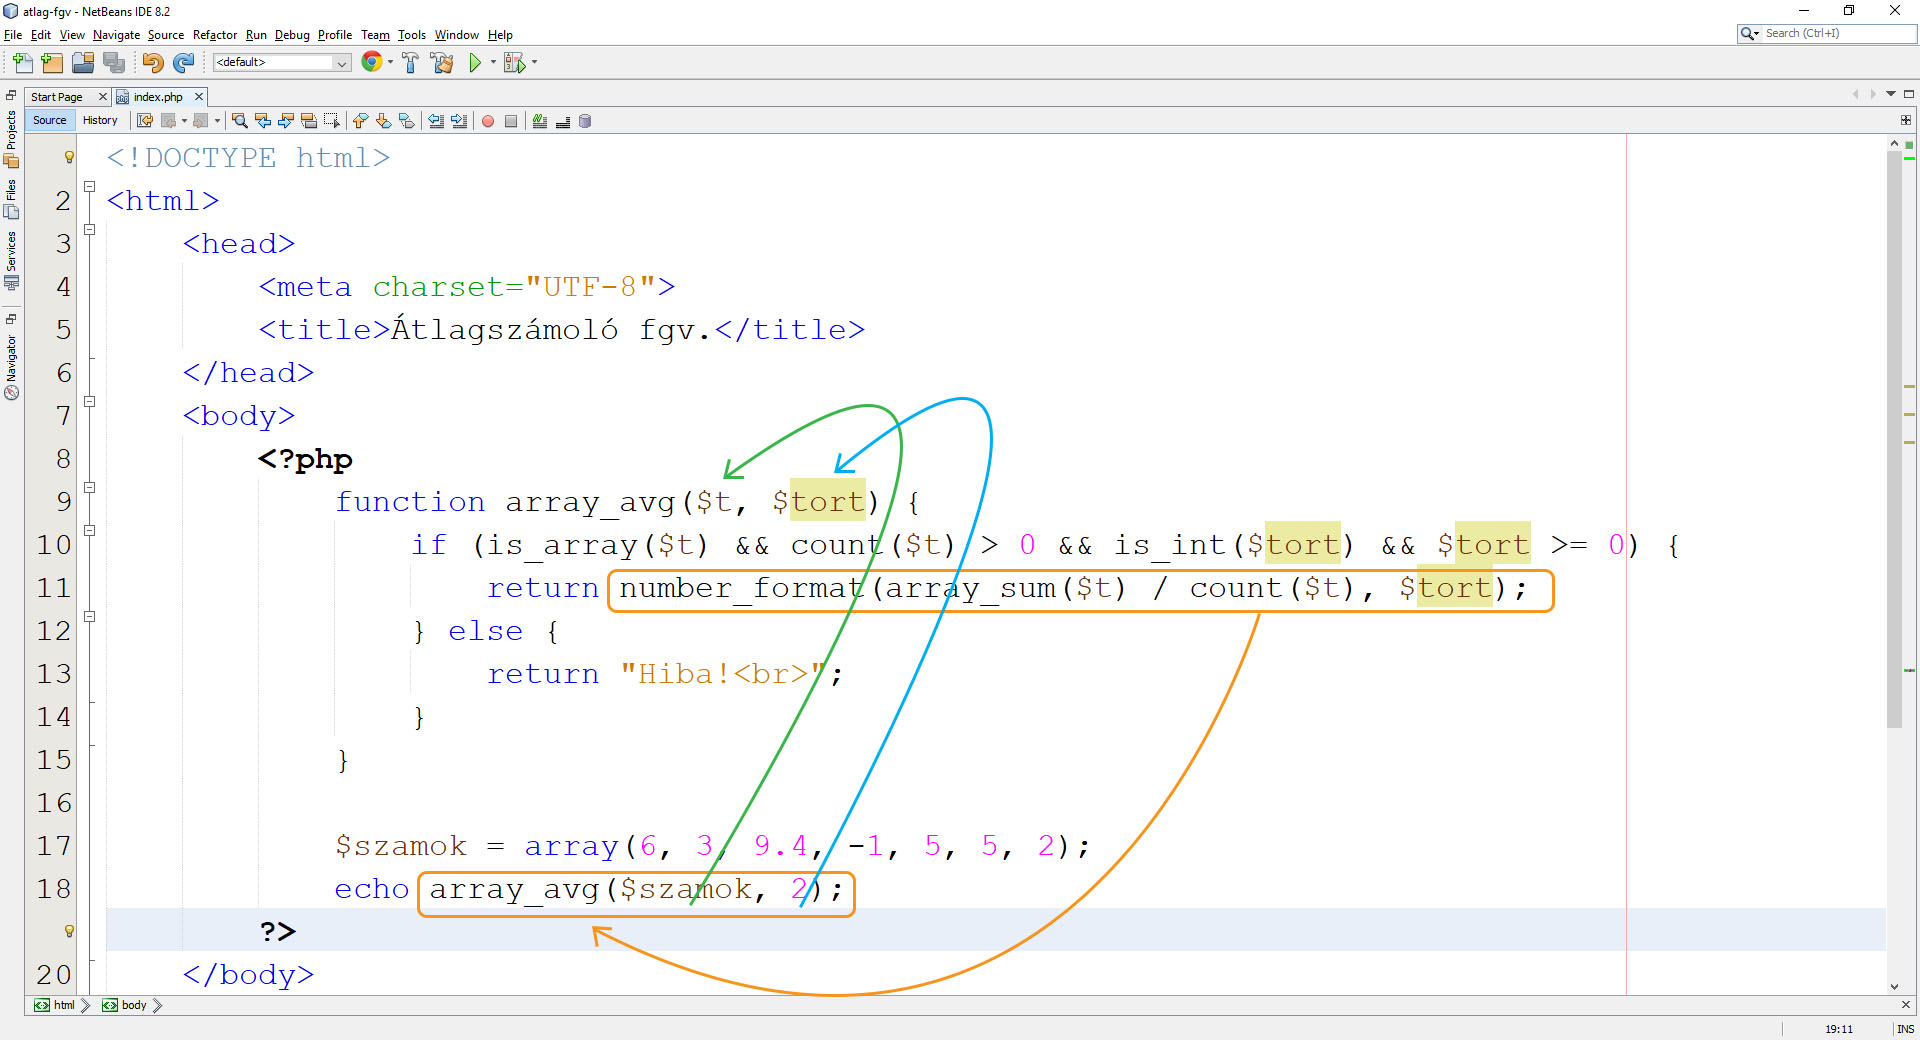 atlag-fgv - NetBeans IDE 8.2
File Edit View Navigate Source Refactor Run Debug Profile Team Tools Window Help
Search (Ctrl+I)
<default>
Start Page index.php
Source History
Projects
Files
Services
Navigator
<!DOCTYPE html>
2 <html>
3 <head>
4 <meta charset="UTF-8">
5 <title>Átlagszámoló fgv.</title>
6 </head>
7 <body>
8 <?php
9 function array_avg($t, $tort) {
10 if (is_array($t) && count($t) > 0 && is_int($tort) && $tort >= 0) {
11 return number_format(array_sum($t) / count($t), $tort);
12 } else {
13 return "Hiba!<br>";
14 }
15 }
16
17 $szamok = array(6, 3, 9.4, -1, 5, 5, 2);
18 echo array_avg($szamok, 2);
?>
20 </body>
html body
19:11 INS